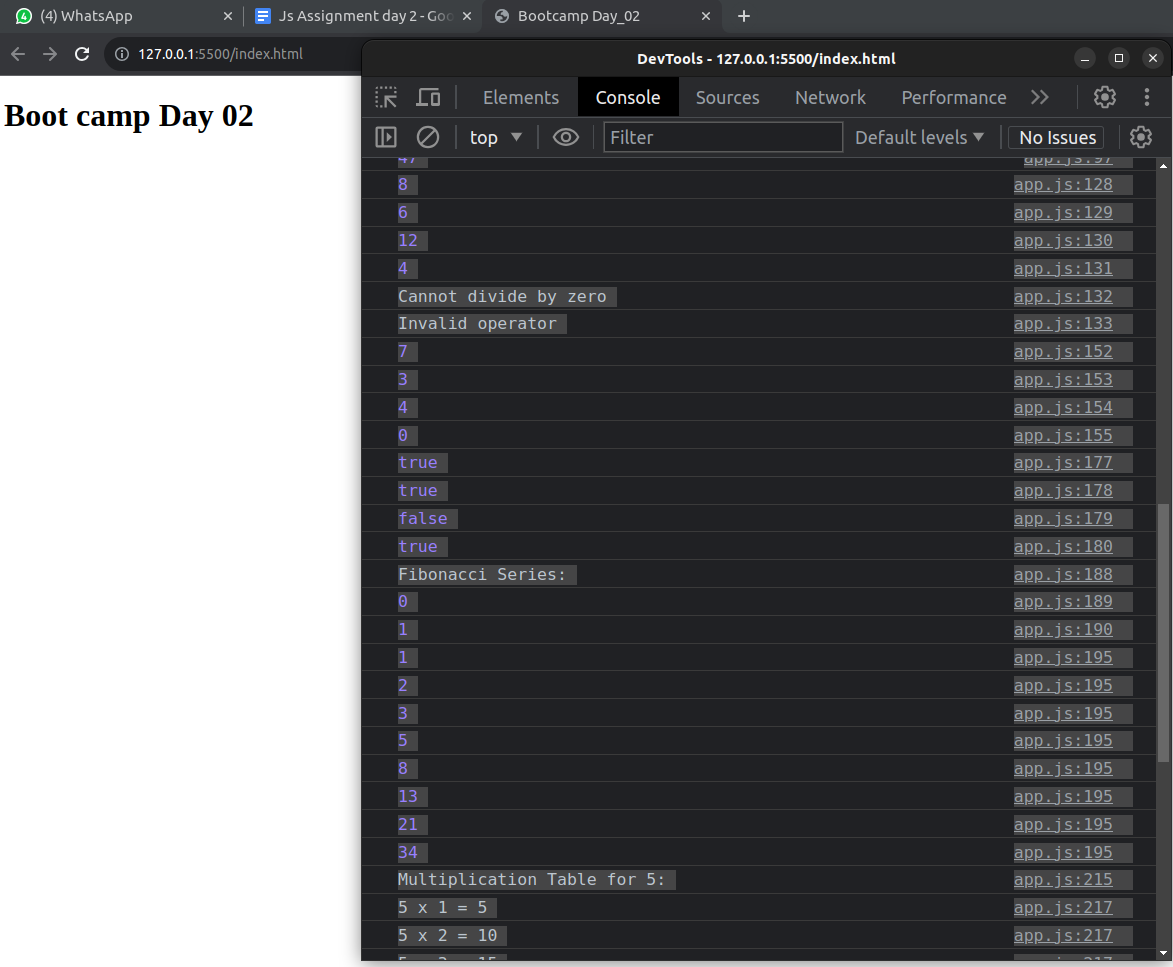 (4) WhatsApp
Js Assignment day 2 - Goo
Bootcamp Day_02
127.0.0.1:5500/index.html
Boot camp Day 02
DevTools - 127.0.0.1:5500/index.html
Elements Console Sources Network Performance
top Filter Default levels No Issues
47 app.js:97
8 app.js:128
6 app.js:129
12 app.js:130
4 app.js:131
Cannot divide by zero app.js:132
Invalid operator app.js:133
7 app.js:152
3 app.js:153
4 app.js:154
0 app.js:155
true app.js:177
true app.js:178
false app.js:179
true app.js:180
Fibonacci Series: app.js:188
0 app.js:189
1 app.js:190
1 app.js:195
2 app.js:195
3 app.js:195
5 app.js:195
8 app.js:195
13 app.js:195
21 app.js:195
34 app.js:195
Multiplication Table for 5: app.js:215
5 x 1 = 5 app.js:217
5 x 2 = 10 app.js:217
5 x 3 = 15 app.js:217